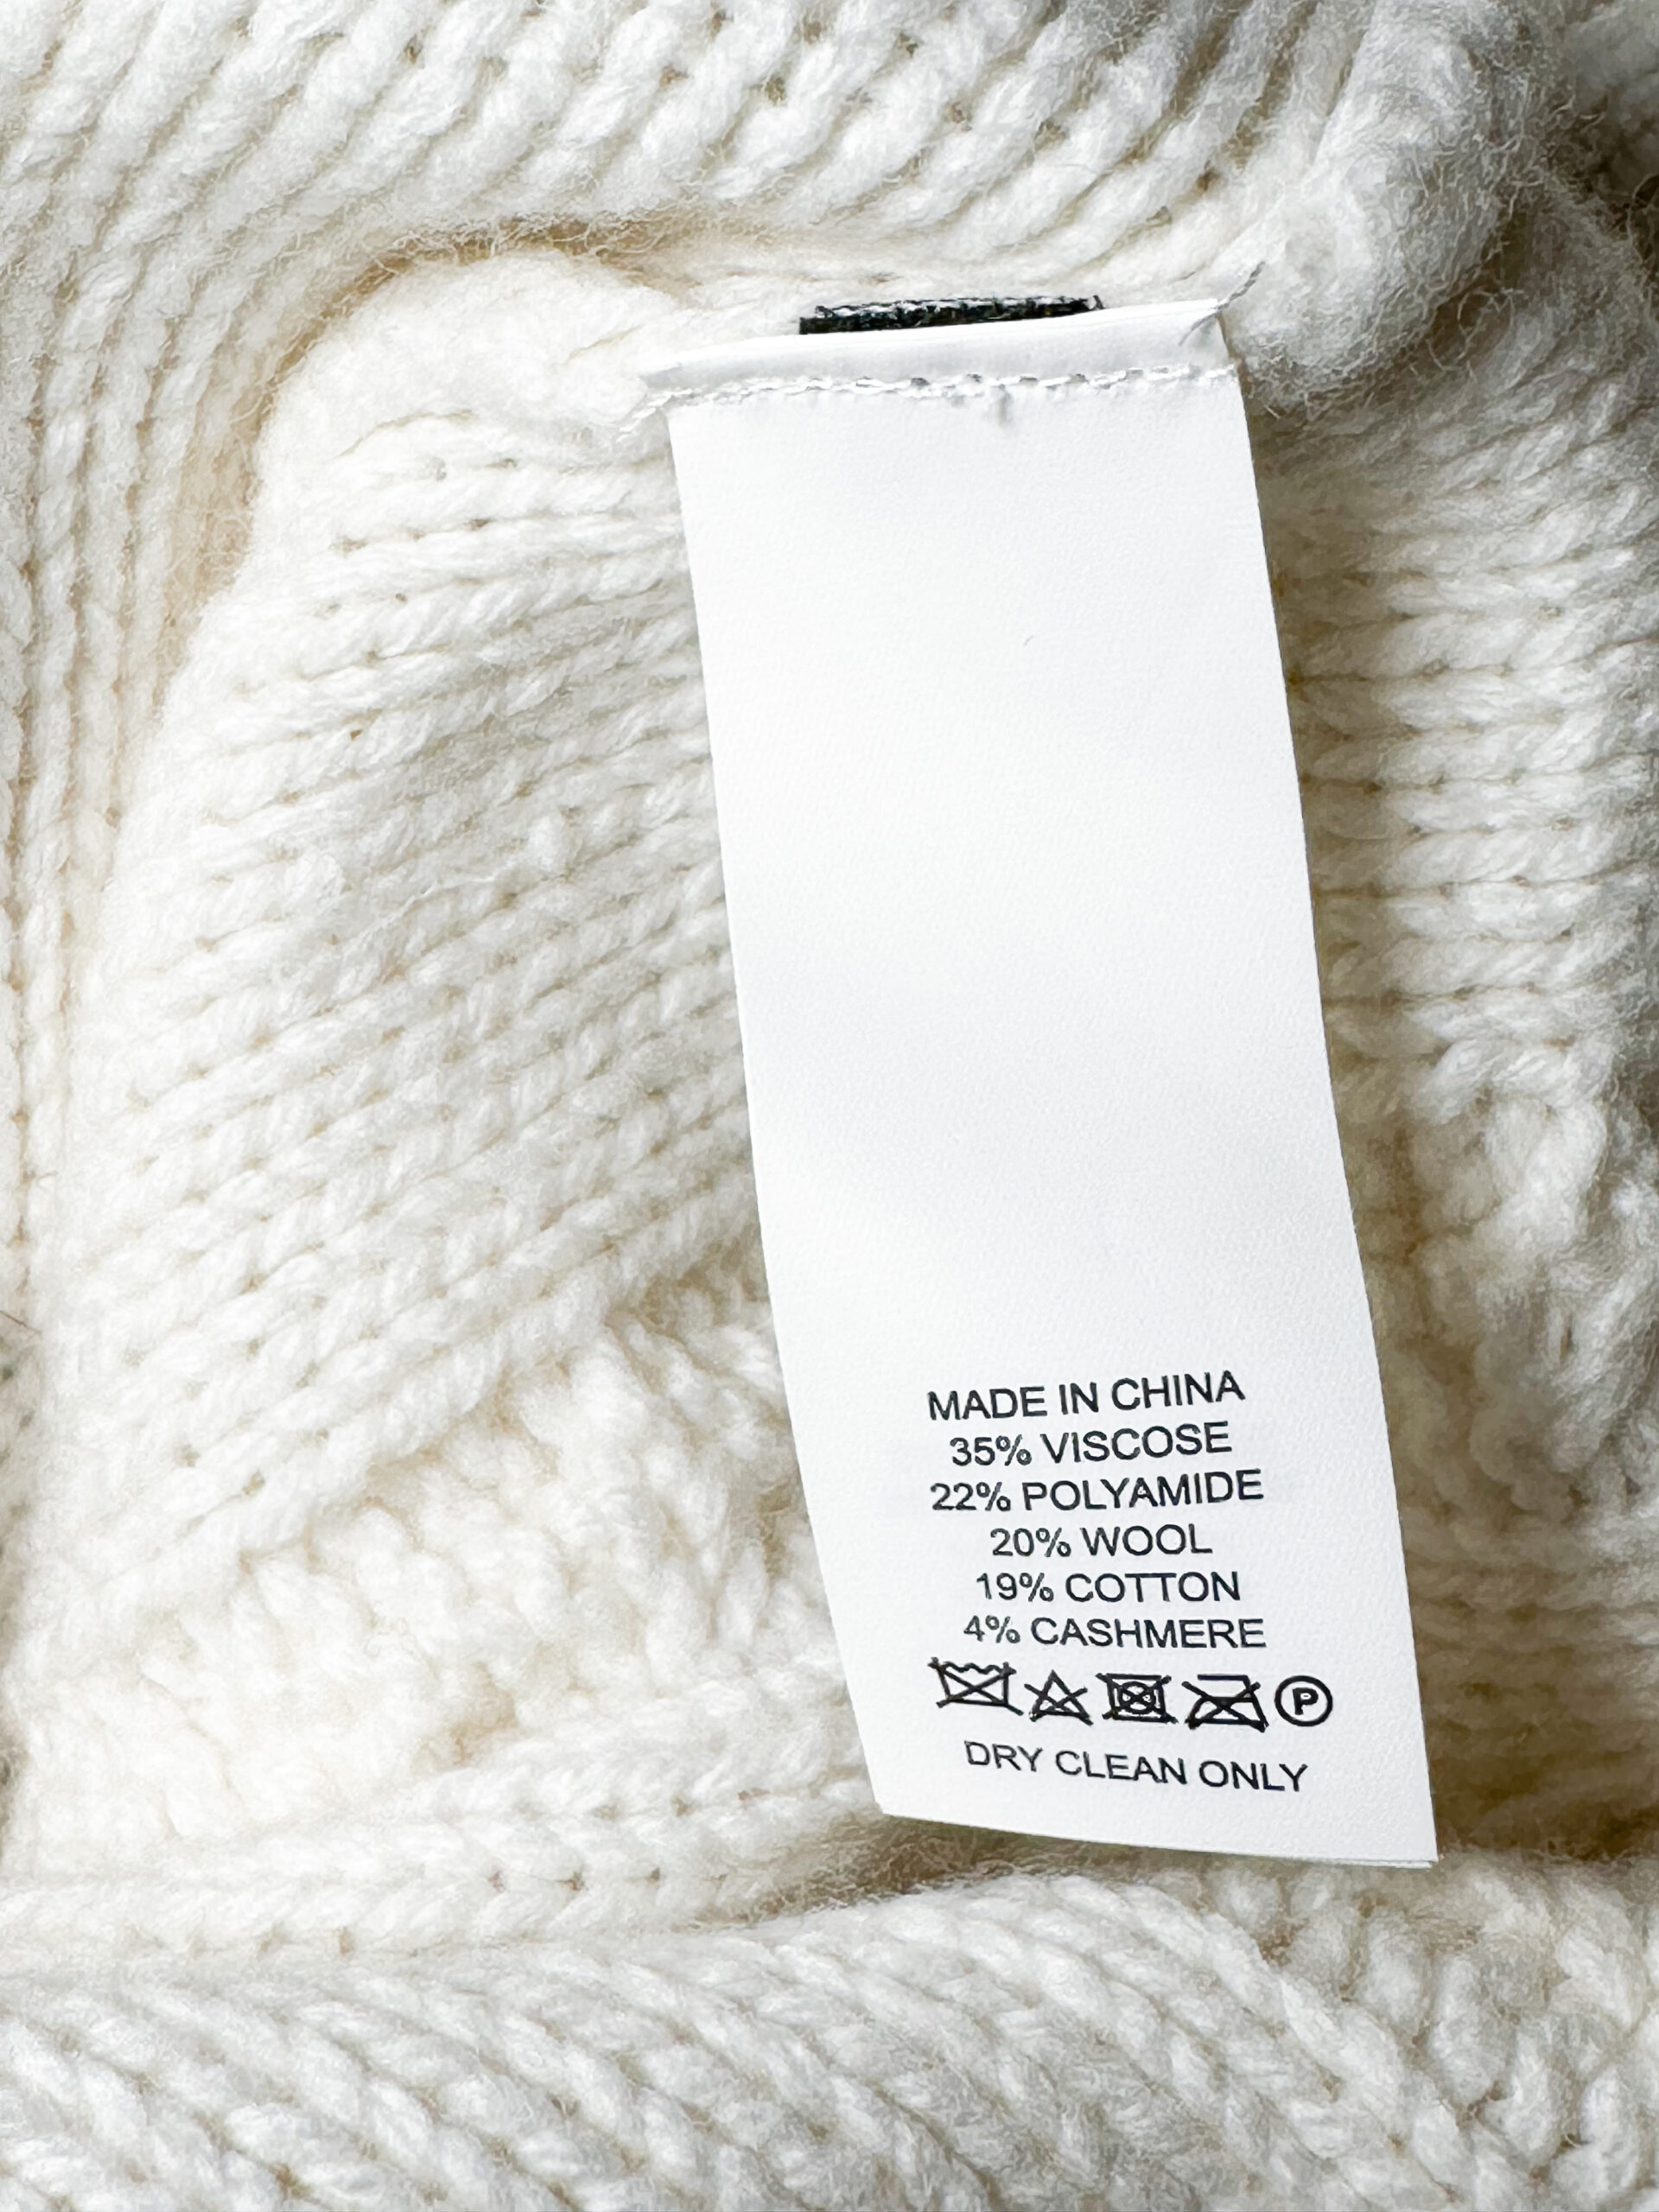 MADE IN CHINA
35% VISCOSE
22% POLYAMIDE
20% WOOL
19% COTTON
4% CASHMERE
P
DRY CLEAN ONLY